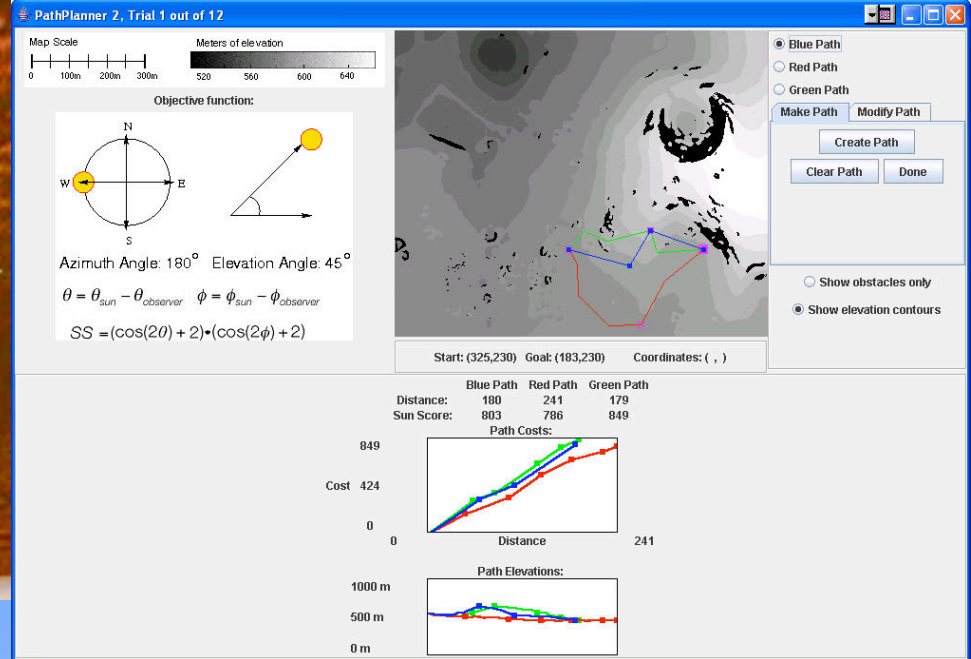 PathPlanner 2, Trial 1 out of 12
Map Scale
0 100m 200m 300m
Meters of elevation
520 560 600 640
Objective function:
N
W E
S
Azimuth Angle: 180° Elevation Angle: 45°
θ = θsun − θobserver φ = φsun − φobserver
SS =(cos(2θ) + 2)•(cos(2φ) + 2)
Blue Path
Red Path
Green Path
Make Path Modify Path
Create Path
Clear Path Done
Show obstacles only
Show elevation contours
Start: (325,230) Goal: (183,230) Coordinates: ( , )
Blue Path Red Path Green Path
Distance: 180 241 179
Sun Score: 803 786 849
Path Costs:
849
Cost 424
0
0 Distance 241
Path Elevations:
1000 m
500 m
0 m